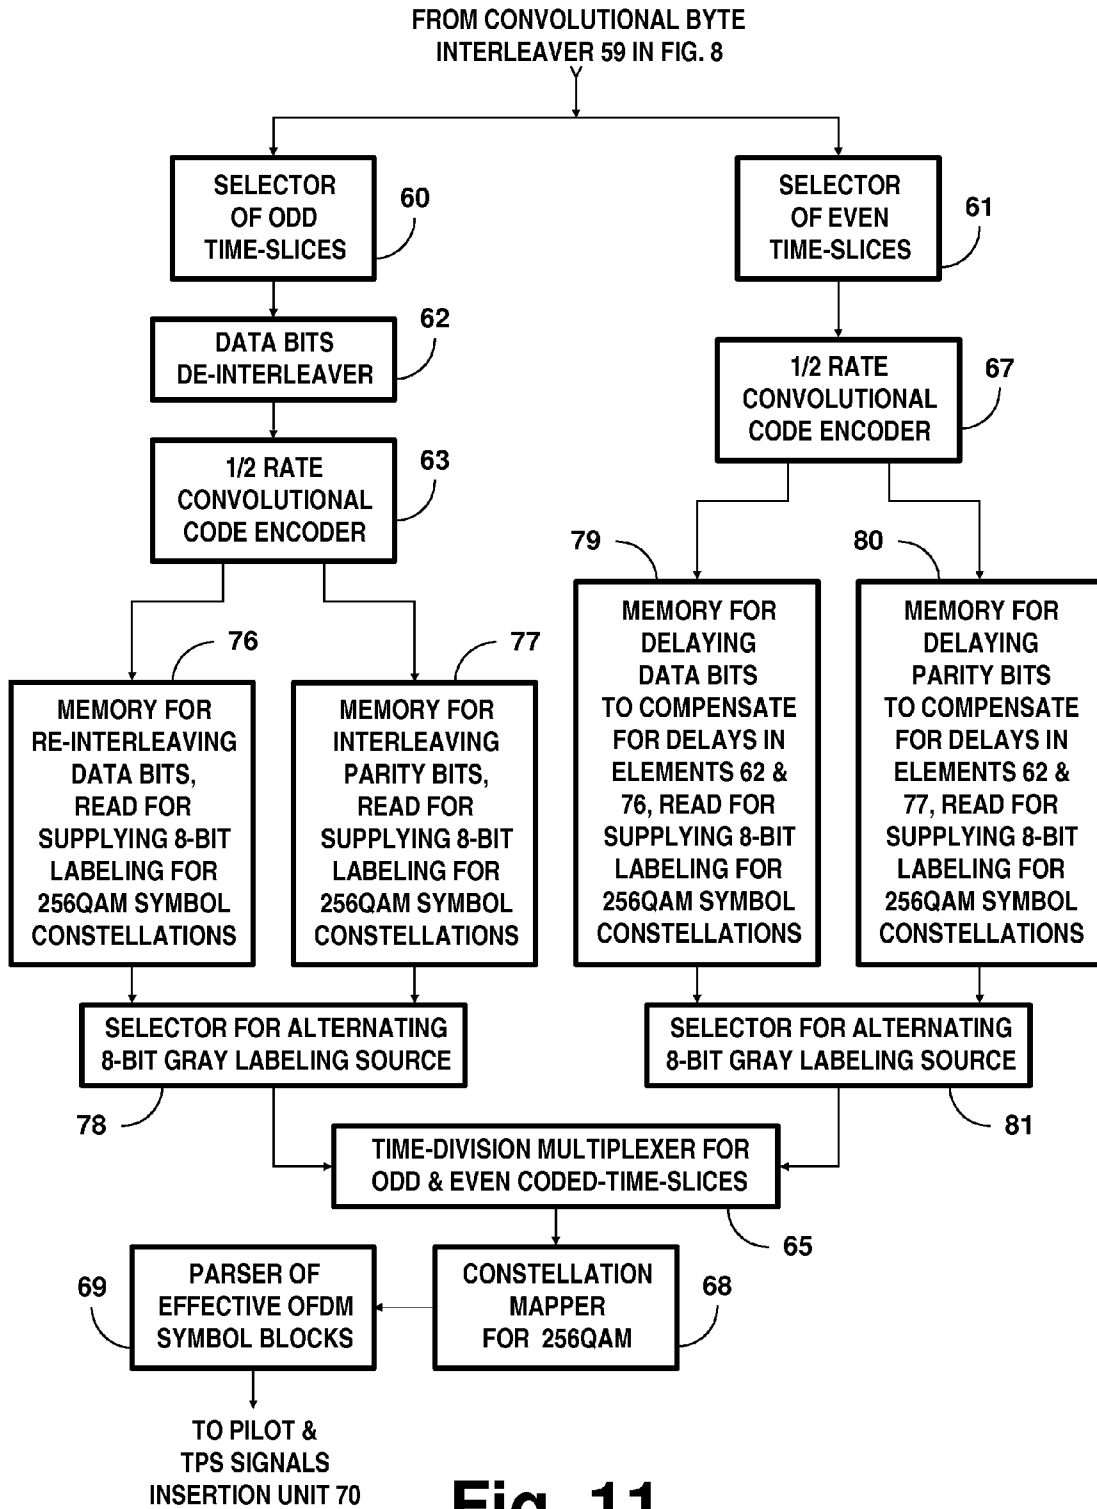 FROM CONVOLUTIONAL BYTE
INTERLEAVER 59 IN FIG. 8
SELECTOR
OF ODD
TIME-SLICES
60
SELECTOR
OF EVEN
TIME-SLICES
61
DATA BITS
DE-INTERLEAVER
62
1/2 RATE
CONVOLUTIONAL
CODE ENCODER
67
1/2 RATE
CONVOLUTIONAL
CODE ENCODER
63
79
80
76
77
MEMORY FOR
RE-INTERLEAVING
DATA BITS,
READ FOR
SUPPLYING 8-BIT
LABELING FOR
256QAM SYMBOL
CONSTELLATIONS
MEMORY FOR
INTERLEAVING
PARITY BITS,
READ FOR
SUPPLYING 8-BIT
LABELING FOR
256QAM SYMBOL
CONSTELLATIONS
MEMORY FOR
DELAYING
DATA BITS
TO COMPENSATE
FOR DELAYS IN
ELEMENTS 62 &
76, READ FOR
SUPPLYING 8-BIT
LABELING FOR
256QAM SYMBOL
CONSTELLATIONS
MEMORY FOR
DELAYING
PARITY BITS
TO COMPENSATE
FOR DELAYS IN
ELEMENTS 62 &
77, READ FOR
SUPPLYING 8-BIT
LABELING FOR
256QAM SYMBOL
CONSTELLATIONS
SELECTOR FOR ALTERNATING
8-BIT GRAY LABELING SOURCE
78
SELECTOR FOR ALTERNATING
8-BIT GRAY LABELING SOURCE
81
TIME-DIVISION MULTIPLEXER FOR
ODD & EVEN CODED-TIME-SLICES
65
69
PARSER OF
EFFECTIVE OFDM
SYMBOL BLOCKS
CONSTELLATION
MAPPER
FOR 256QAM
68
TO PILOT &
TPS SIGNALS
INSERTION UNIT 70
Fig. 11